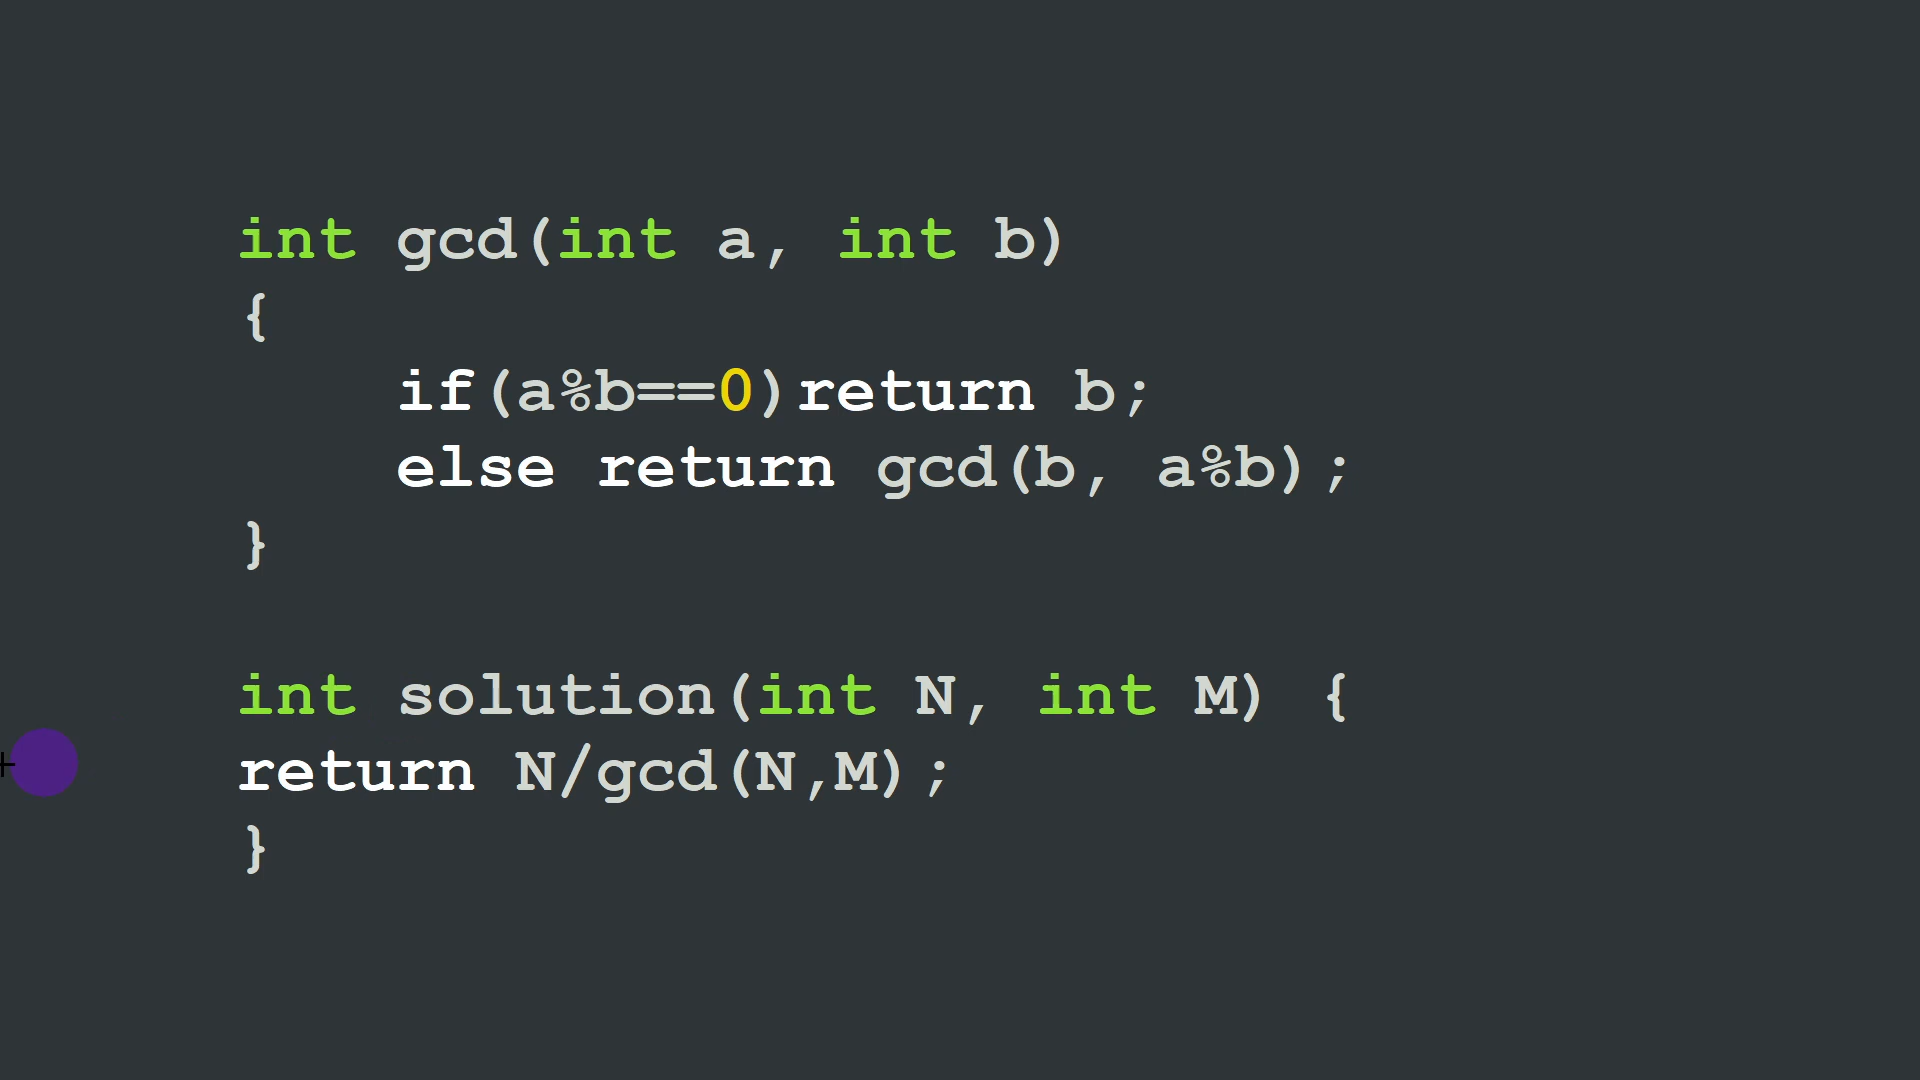 int gcd(int a, int b)
{
if(a%b==0)return b;
else return gcd(b, a%b);
}
int solution(int N, int M) {
return N/gcd(N,M);
}